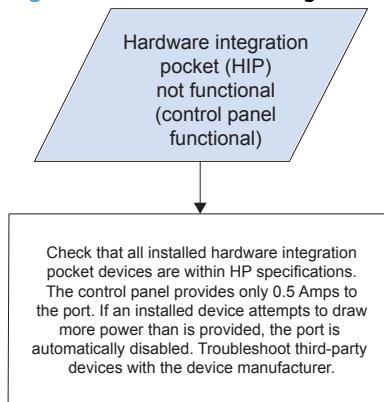 Hardware integration
pocket (HIP)
not functional
(control panel
functional)
Check that all installed hardware integration
pocket devices are within HP specifications.
The control panel provides only 0.5 Amps to
the port. If an installed device attempts to draw
more power than is provided, the port is
automatically disabled. Troubleshoot third-party
devices with the device manufacturer.